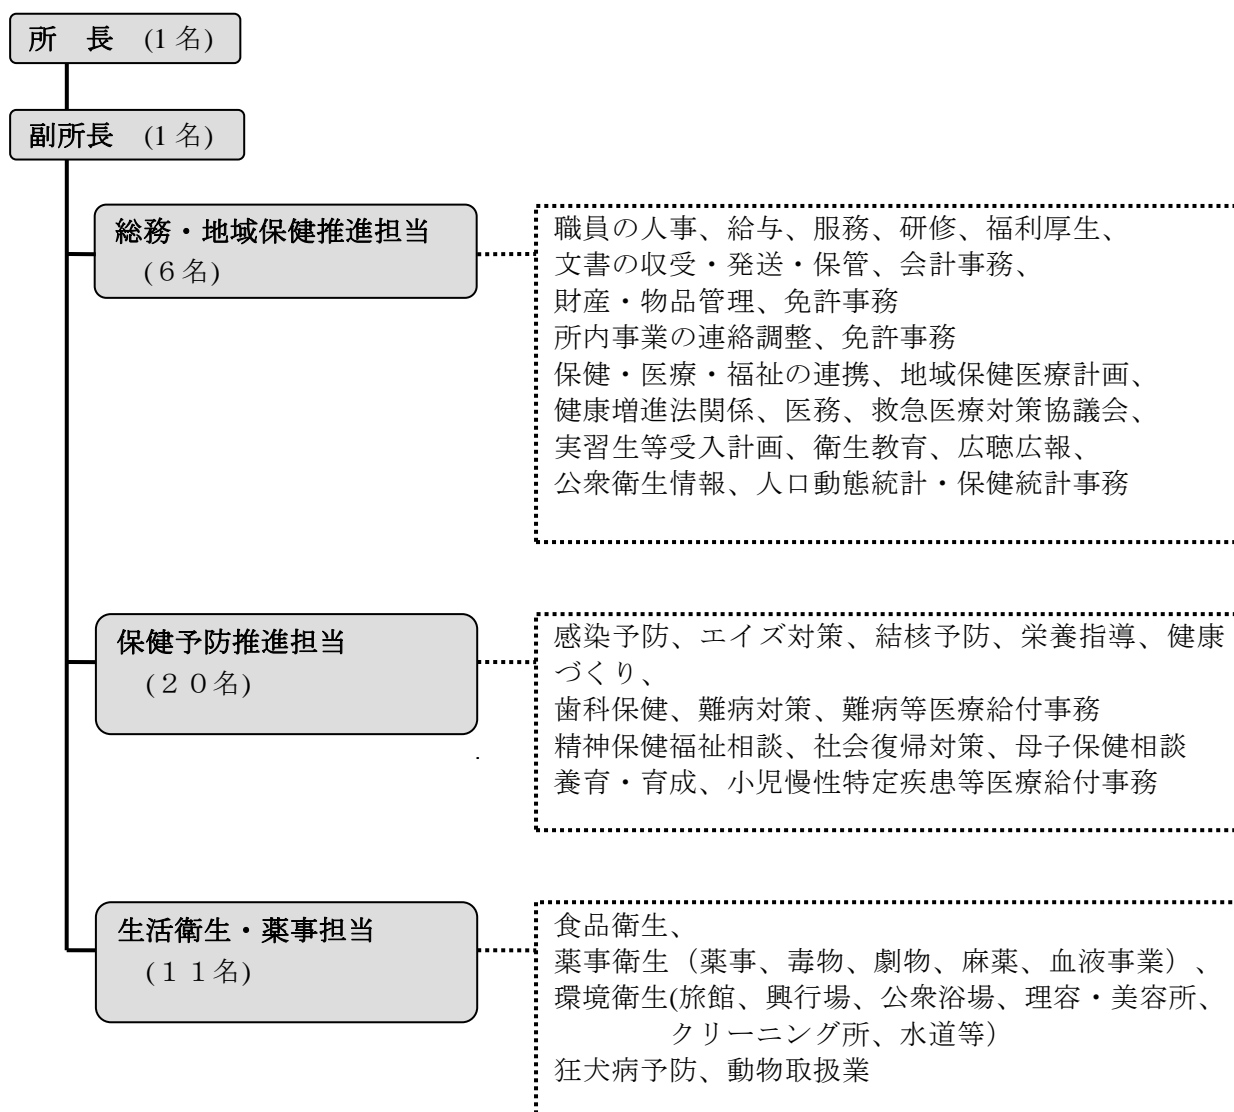 所　長　(1 名)
副所長　(1 名)
総務・地域保健推進担当
(６名)
職員の人事、給与、服務、研修、福利厚生、
文書の収受・発送・保管、会計事務、
財産・物品管理、免許事務
所内事業の連絡調整、免許事務
保健・医療・福祉の連携、地域保健医療計画、
健康増進法関係、医務、救急医療対策協議会、
実習生等受入計画、衛生教育、広聴広報、
公衆衛生情報、人口動態統計・保健統計事務
保健予防推進担当
(２０名)
感染予防、エイズ対策、結核予防、栄養指導、健康
づくり、
歯科保健、難病対策、難病等医療給付事務
精神保健福祉相談、社会復帰対策、母子保健相談
養育・育成、小児慢性特定疾患等医療給付事務
生活衛生・薬事担当
(１１名)
食品衛生、
薬事衛生（薬事、毒物、劇物、麻薬、血液事業）、
環境衛生(旅館、興行場、公衆浴場、理容・美容所、
クリーニング所、水道等）
狂犬病予防、動物取扱業